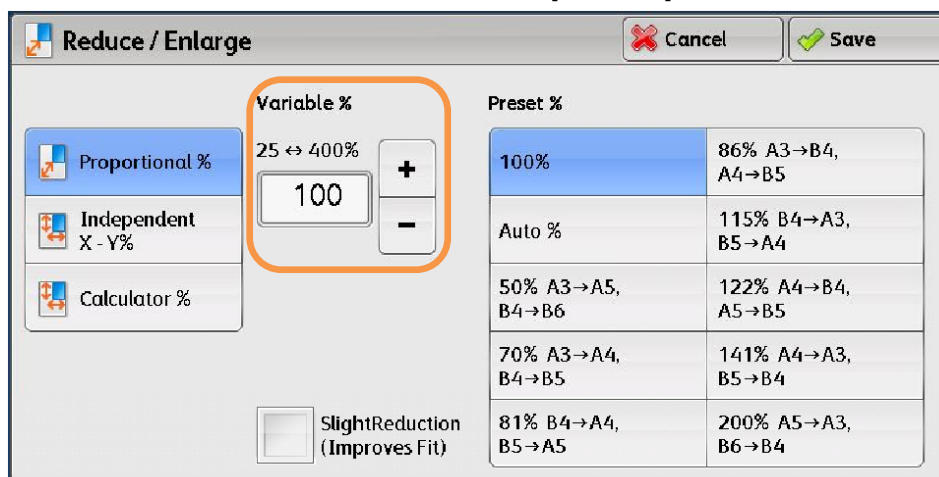 Reduce / Enlarge
Cancel
Save
Variable %
Preset %
Proportional %
Independent
X - Y%
Calculator %
25 ↔ 400%
100
+
−
SlightReduction
(Improves Fit)
100%
86% A3→B4,
A4→B5
Auto %
115% B4→A3,
B5→A4
50% A3→A5,
B4→B6
122% A4→B4,
A5→B5
70% A3→A4,
B4→B5
141% A4→A3,
B5→B4
81% B4→A4,
B5→A5
200% A5→A3,
B6→B4